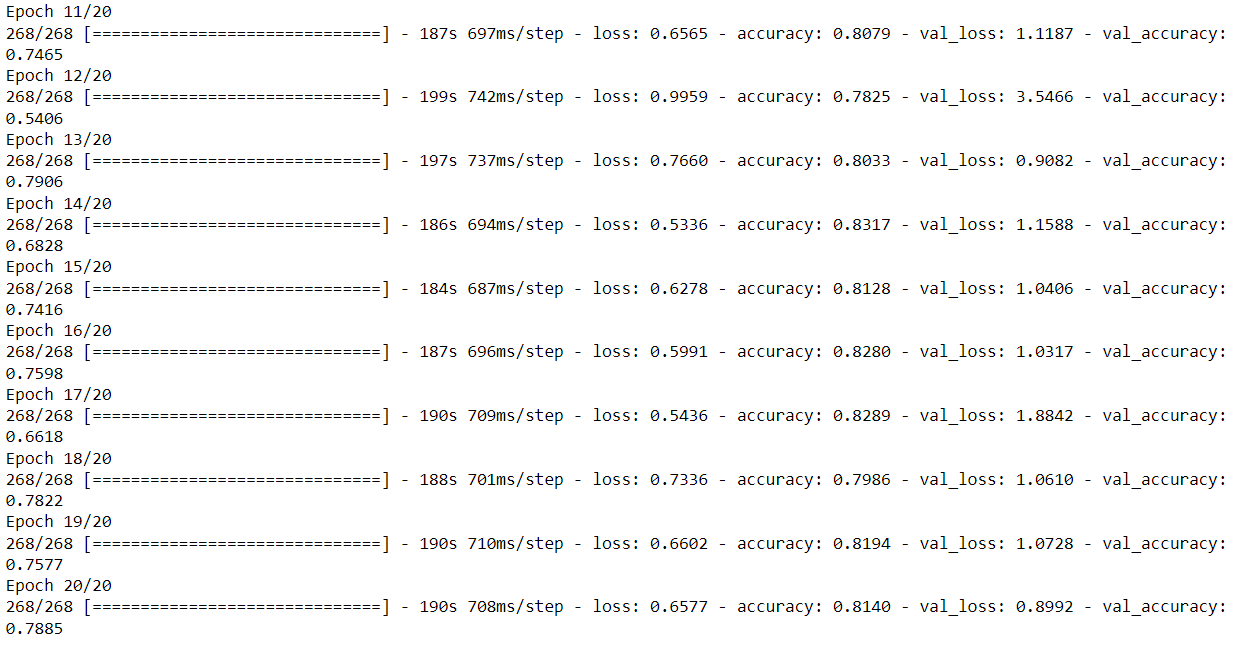 Epoch 11/20
268/268 [==============================] - 187s 697ms/step - loss: 0.6565 - accuracy: 0.8079 - val_loss: 1.1187 - val_accuracy:
0.7465
Epoch 12/20
268/268 [==============================] - 199s 742ms/step - loss: 0.9959 - accuracy: 0.7825 - val_loss: 3.5466 - val_accuracy:
0.5406
Epoch 13/20
268/268 [==============================] - 197s 737ms/step - loss: 0.7660 - accuracy: 0.8033 - val_loss: 0.9082 - val_accuracy:
0.7906
Epoch 14/20
268/268 [==============================] - 186s 694ms/step - loss: 0.5336 - accuracy: 0.8317 - val_loss: 1.1588 - val_accuracy:
0.6828
Epoch 15/20
268/268 [==============================] - 184s 687ms/step - loss: 0.6278 - accuracy: 0.8128 - val_loss: 1.0406 - val_accuracy:
0.7416
Epoch 16/20
268/268 [==============================] - 187s 696ms/step - loss: 0.5991 - accuracy: 0.8280 - val_loss: 1.0317 - val_accuracy:
0.7598
Epoch 17/20
268/268 [==============================] - 190s 709ms/step - loss: 0.5436 - accuracy: 0.8289 - val_loss: 1.8842 - val_accuracy:
0.6618
Epoch 18/20
268/268 [==============================] - 188s 701ms/step - loss: 0.7336 - accuracy: 0.7986 - val_loss: 1.0610 - val_accuracy:
0.7822
Epoch 19/20
268/268 [==============================] - 190s 710ms/step - loss: 0.6602 - accuracy: 0.8194 - val_loss: 1.0728 - val_accuracy:
0.7577
Epoch 20/20
268/268 [==============================] - 190s 708ms/step - loss: 0.6577 - accuracy: 0.8140 - val_loss: 0.8992 - val_accuracy:
0.7885